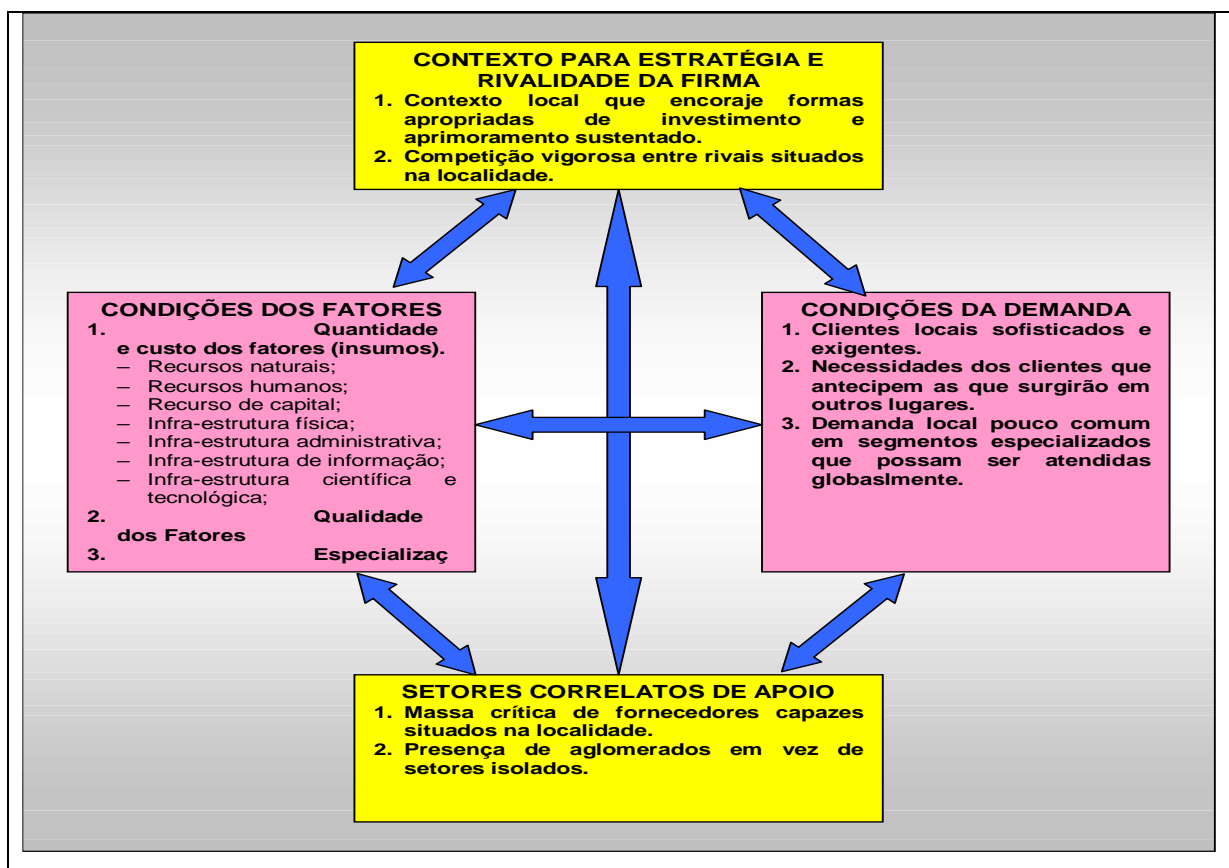 CONTEXTO PARA ESTRATÉGIA E
RIVALIDADE DA FIRMA
1. Contexto local que encoraje formas
apropriadas de investimento e
aprimoramento sustentado.
2. Competição vigorosa entre rivais situados
na localidade.
CONDIÇÕES DOS FATORES
1. Quantidade
e custo dos fatores (insumos).
– Recursos naturais;
– Recursos humanos;
– Recurso de capital;
– Infra-estrutura física;
– Infra-estrutura administrativa;
– Infra-estrutura de informação;
– Infra-estrutura científica e
tecnológica;
2. Qualidade
dos Fatores
3. Especializaç
CONDIÇÕES DA DEMANDA
1. Clientes locais sofisticados e
exigentes.
2. Necessidades dos clientes que
antecipem as que surgirão em
outros lugares.
3. Demanda local pouco comum
em segmentos especializados
que possam ser atendidas
globaslmente.
SETORES CORRELATOS DE APOIO
1. Massa crítica de fornecedores capazes
situados na localidade.
2. Presença de aglomerados em vez de
setores isolados.